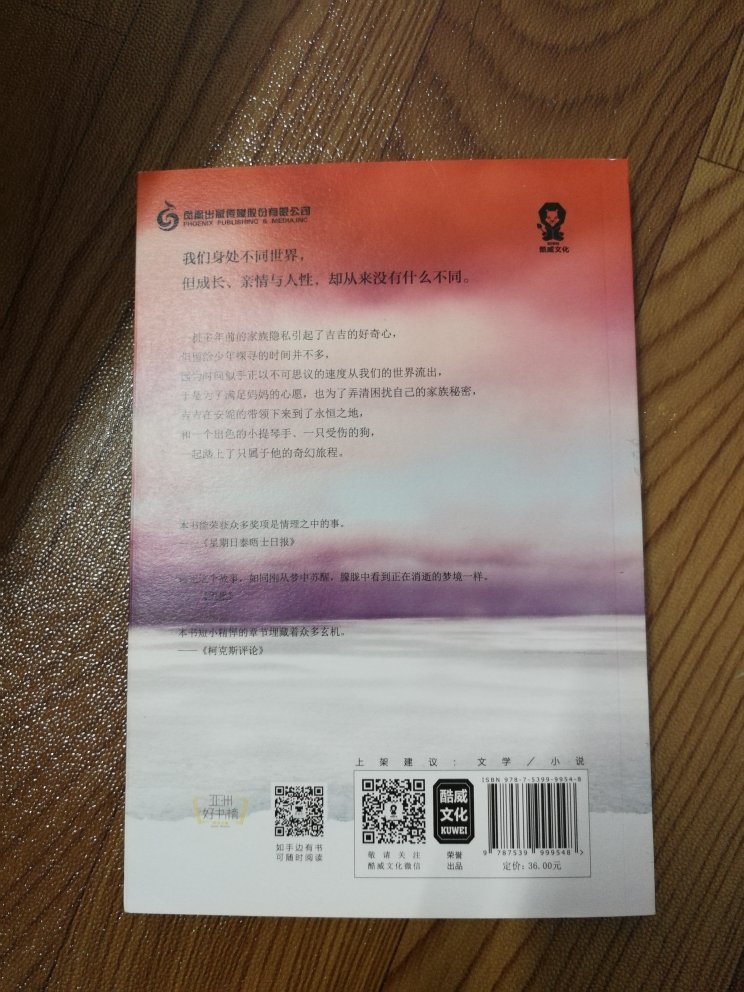 凤凰出版传媒股份有限公司
PHOENIX PUBLISHING & MEDIA,INC
KUWEI
酷威文化
我们身处不同世界，
但成长、亲情与人性，却从来没有什么不同。
一桩多年前的家族隐私引起了吉吉的好奇心，
但留给少年探寻的时间并不多，
因为时间似乎正以不可思议的速度从我们的世界流出，
于是为了满足妈妈的心愿，也为了弄清困扰自己的家族秘密，
吉吉在安妮的带领下来到了永恒之地，
和一个出色的小提琴手、一只受伤的狗，
一起踏上了只属于他的奇幻旅程。
本书能荣获众多奖项是情理之中的事。
——《星期日泰晤士日报》
这个故事，如同刚从梦中苏醒，朦胧中看到正在消逝的梦境一样。
本书短小精悍的章节埋藏着众多玄机。
——《柯克斯评论》
上架建议：文学／小说
亚洲
好书榜
如手边有书
可随时阅读
敬请关注
酷威文化微信
酷威
文化
KUWEI
荣誉
出品
ISBN 978-7-5399-9954-8
9 787539 999548 >
定价：36.00元